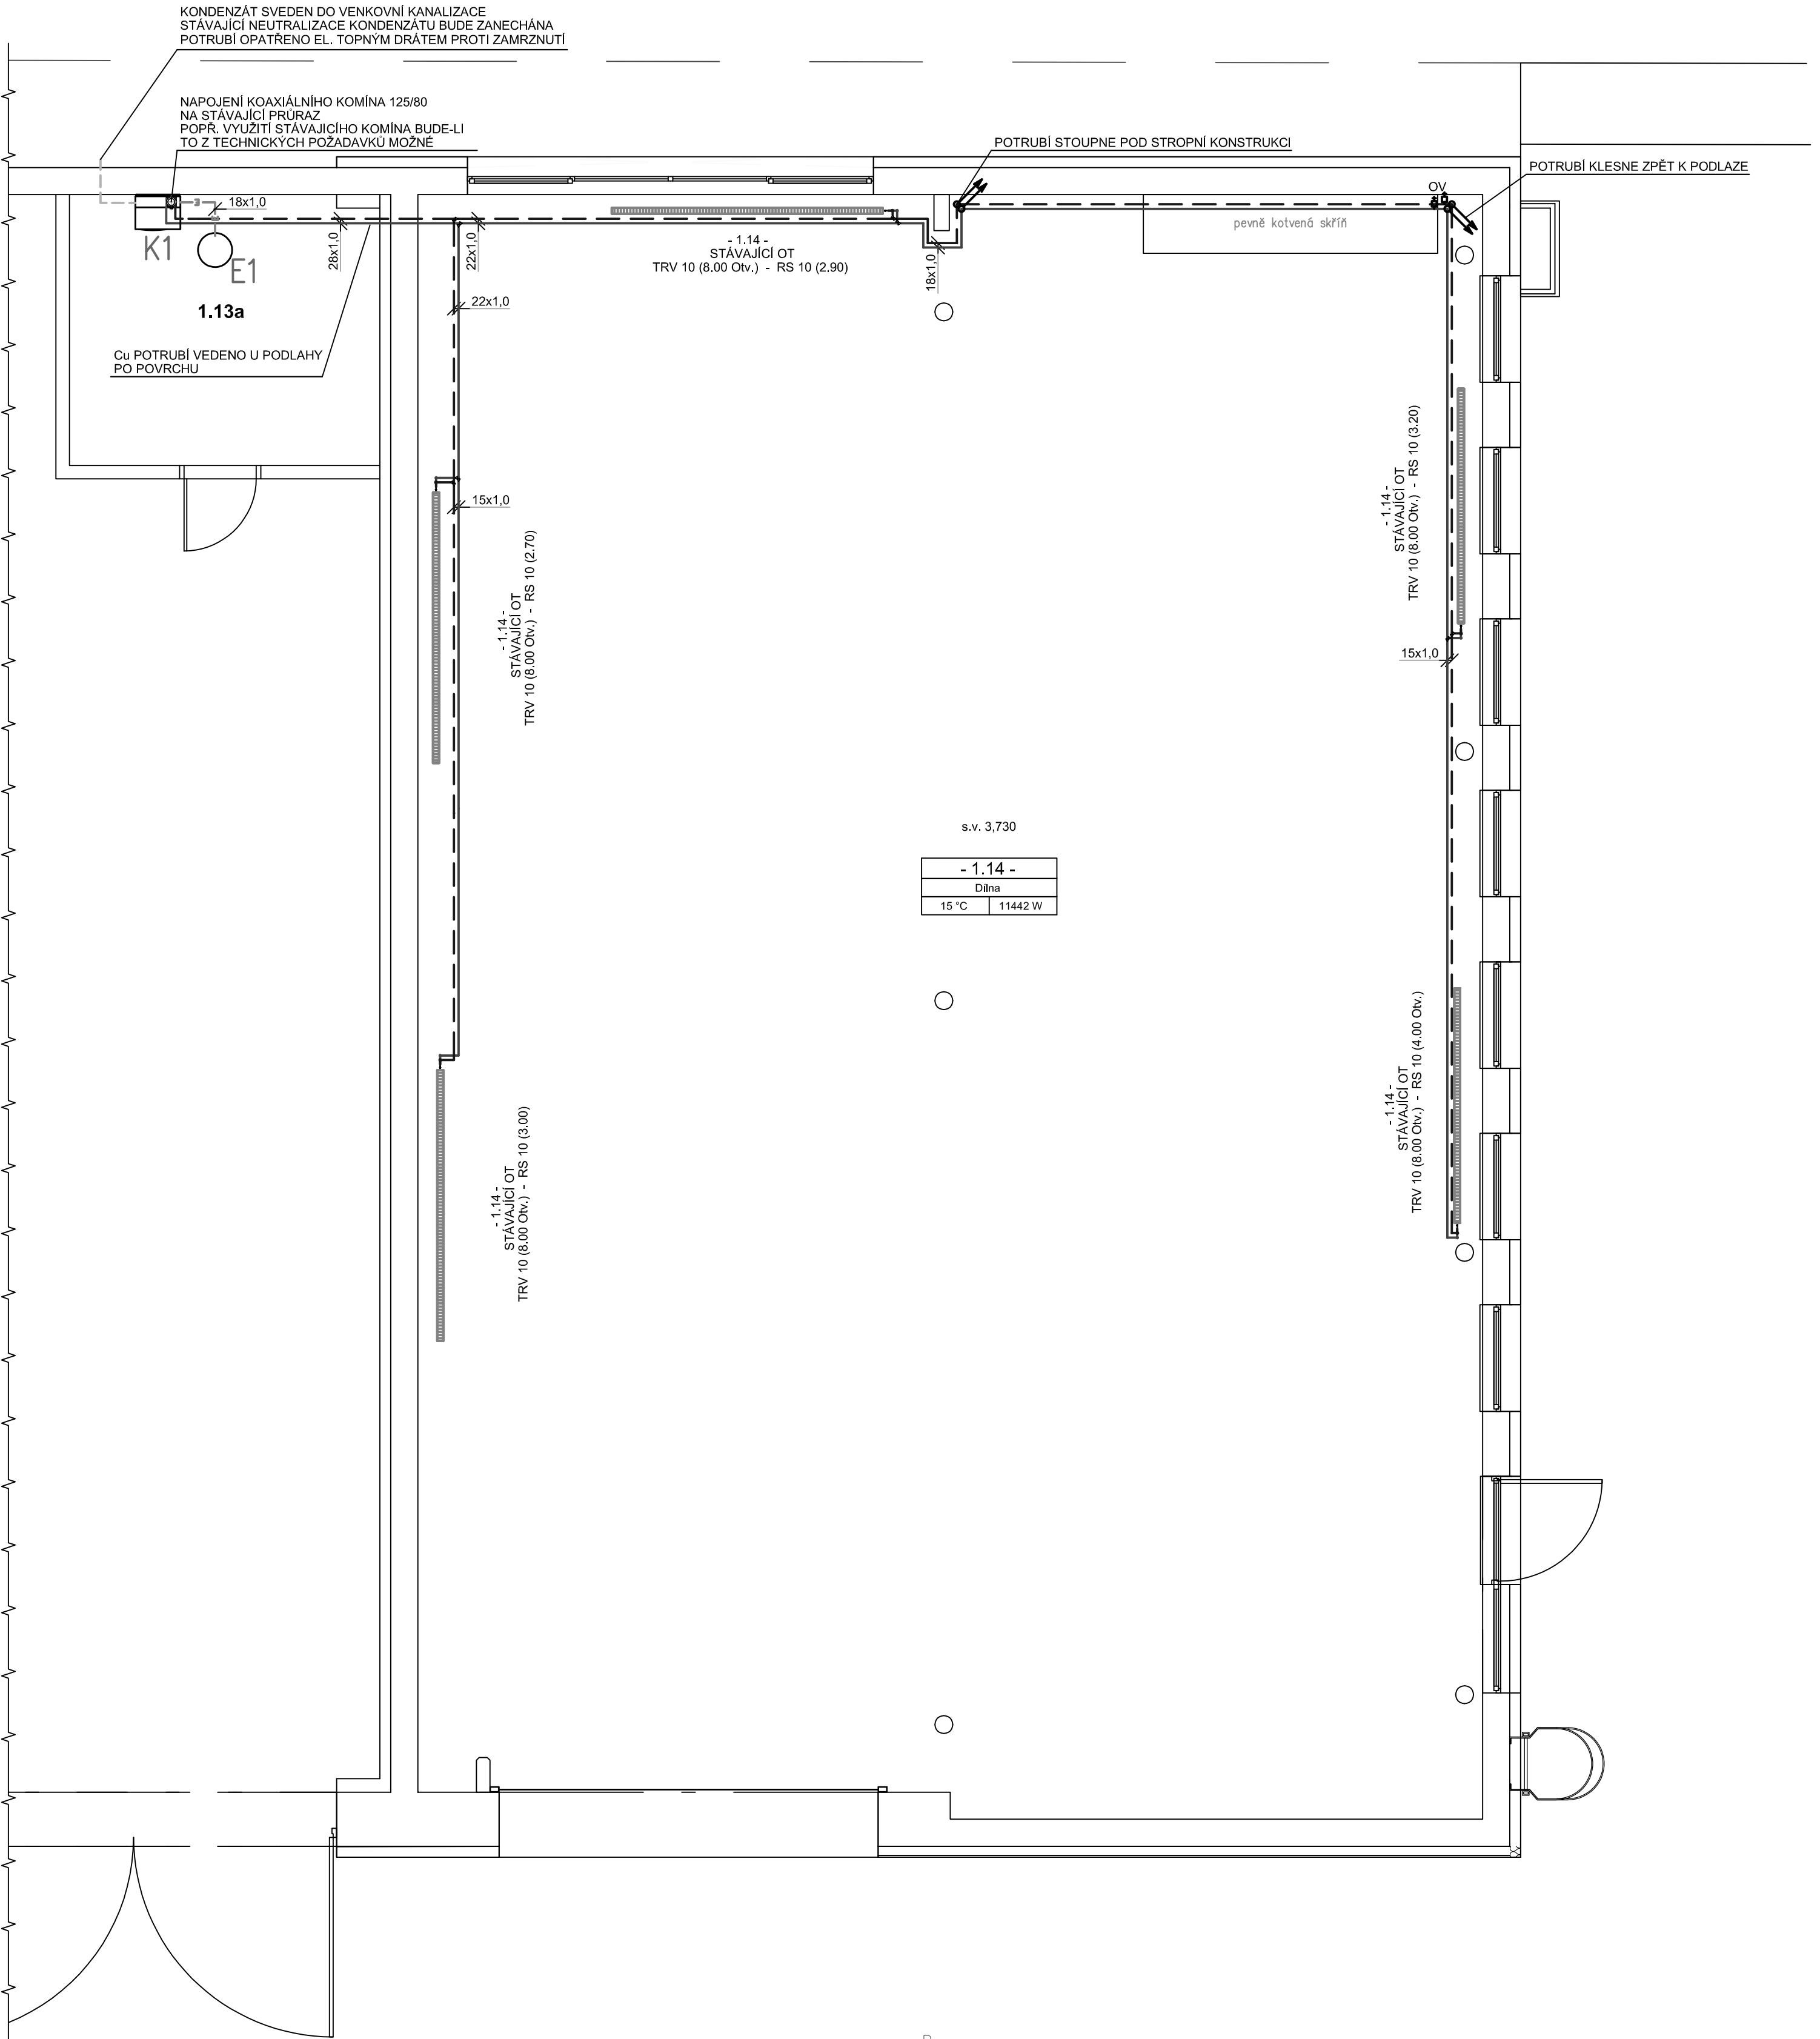 KONDENZÁT SVEDEN DO VENKOVNÍ KANALIZACE
STÁVAJÍCÍ NEUTRALIZACE KONDENZÁTU BUDE ZANECHÁNA
POTRUBÍ OPATŘENO EL. TOPNÝM DRÁTEM PROTI ZAMRZNUTÍ
NAPOJENÍ KOAXIÁLNÍHO KOMÍNA 125/80
NA STÁVAJÍCÍ PRŮRAZ
POPŘ. VYUŽITÍ STÁVAJICÍHO KOMÍNA BUDE-LI
TO Z TECHNICKÝCH POŽADAVKŮ MOŽNÉ
POTRUBÍ STOUPNE POD STROPNÍ KONSTRUKCI
POTRUBÍ KLESNE ZPĚT K PODLAZE
OV
18x1,0
pevně kotvená skříň
K1
E1
28x1,0
22x1,0
- 1.14 -
STÁVAJÍCÍ OT
TRV 10 (8.00 Otv.) - RS 10 (2.90)
18x1,0
22x1,0
1.13a
Cu POTRUBÍ VEDENO U PODLAHY
PO POVRCHU
15x1,0
- 1.14 -
STÁVAJÍCÍ OT
TRV 10 (8.00 Otv.) - RS 10 (2.70)
- 1.14 -
STÁVAJÍCÍ OT
TRV 10 (8.00 Otv.) - RS 10 (3.20)
15x1,0
s.v. 3,730
- 1.14 -
Dílna
15 °C 11442 W
- 1.14 -
STÁVAJÍCÍ OT
TRV 10 (8.00 Otv.) - RS 10 (3.00)
- 1.14 -
STÁVAJÍCÍ OT
TRV 10 (8.00 Otv.) - RS 10 (4.00 Otv.)